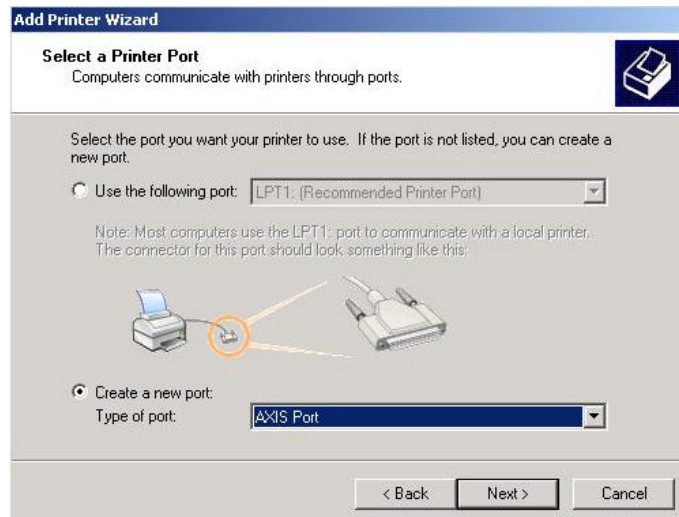 Add Printer Wizard
Select a Printer Port
Computers communicate with printers through ports.
Select the port you want your printer to use.  If the port is not listed, you can create a
new port.
Use the following port: LPT1: (Recommended Printer Port)
Note: Most computers use the LPT1: port to communicate with a local printer.
The connector for this port should look something like this:
Create a new port:
Type of port: AXIS Port
< Back Next > Cancel